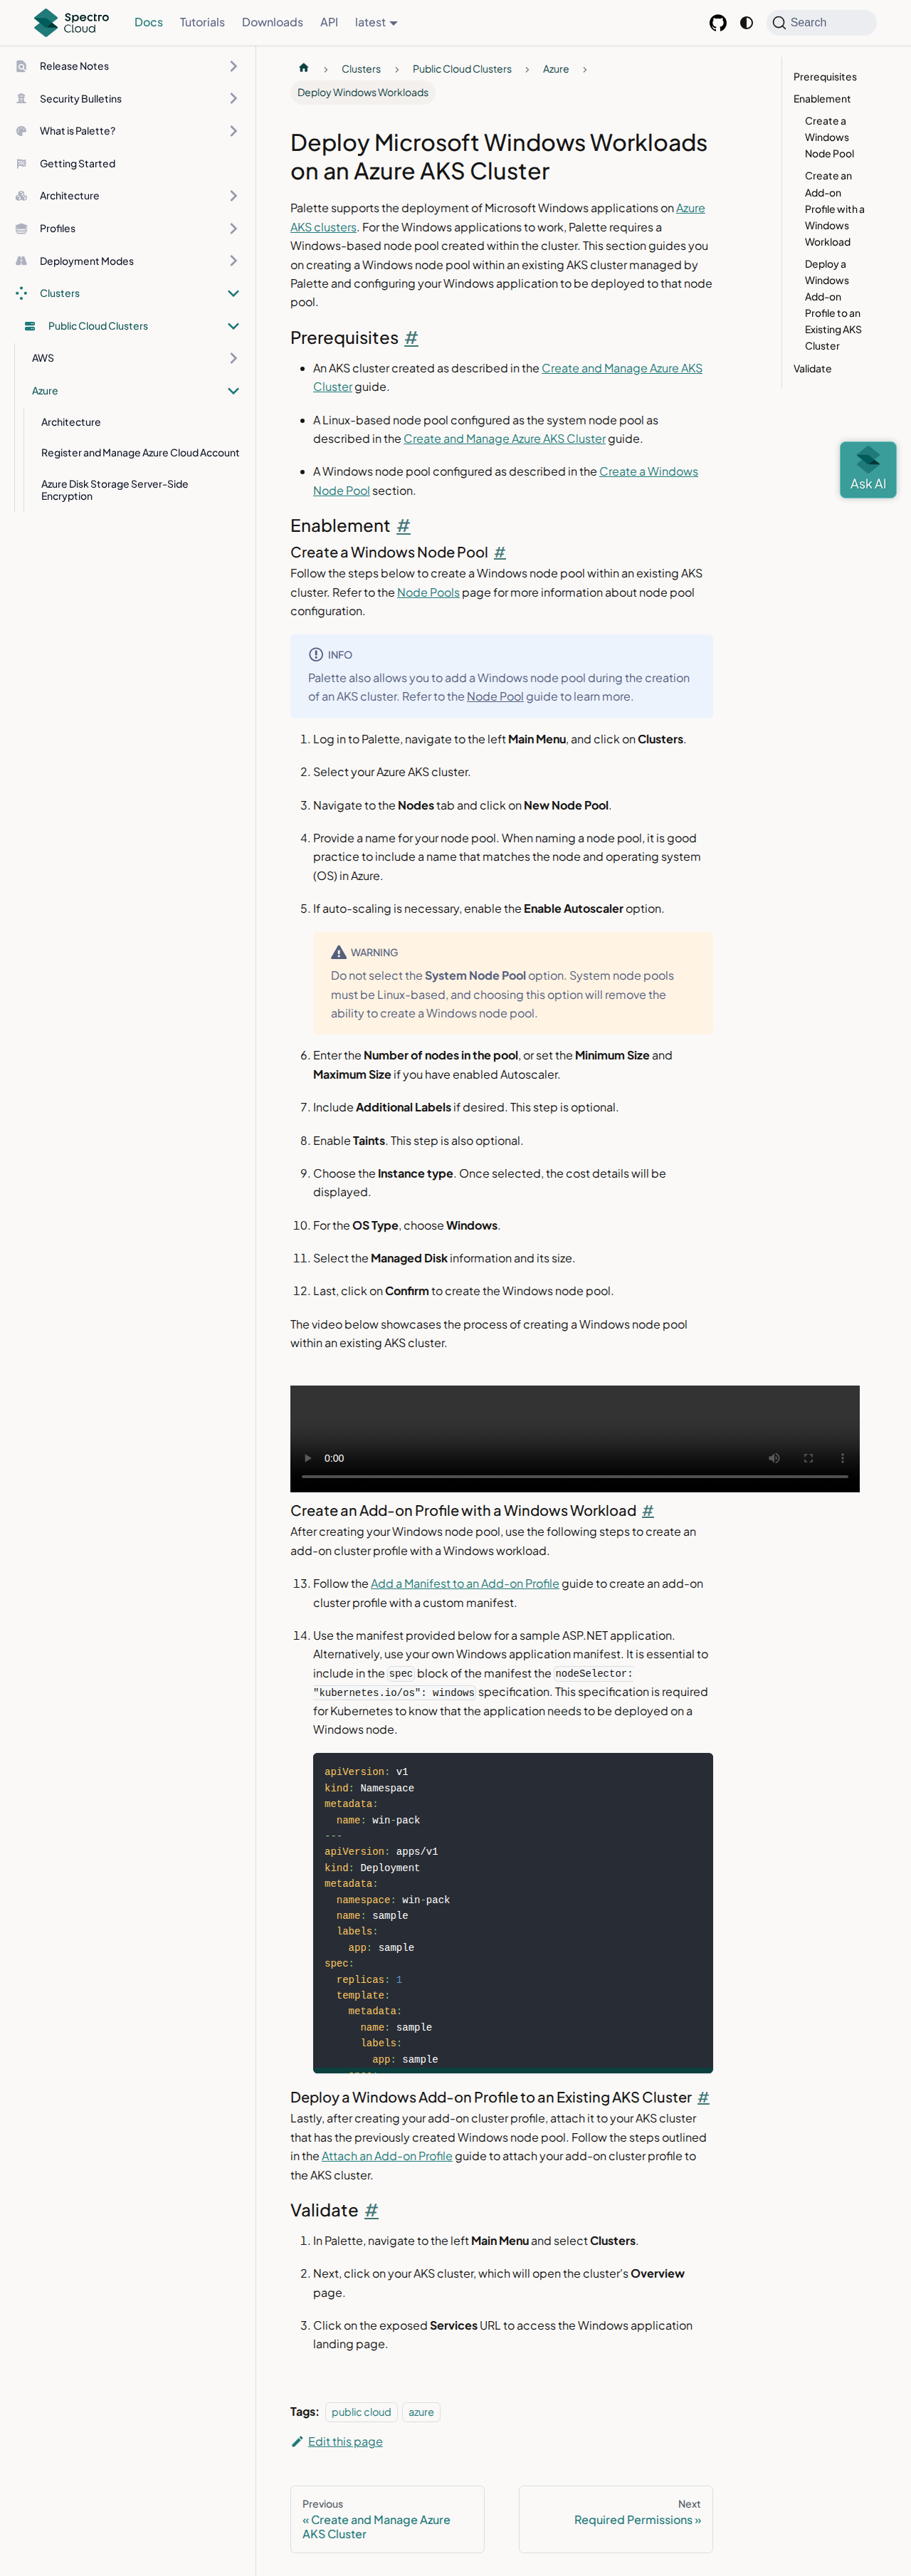 Spectro Cloud
Docs
Tutorials
Downloads
API
latest
Search
Release Notes
Security Bulletins
What is Palette?
Getting Started
Architecture
Profiles
Deployment Modes
Clusters
Public Cloud Clusters
AWS
Azure
Architecture
Register and Manage Azure Cloud Account
Azure Disk Storage Server-Side
Encryption
Clusters
Public Cloud Clusters
Azure
Deploy Windows Workloads
Deploy Microsoft Windows Workloads
on an Azure AKS Cluster
Palette supports the deployment of Microsoft Windows applications on Azure
AKS clusters. For the Windows applications to work, Palette requires a
Windows-based node pool created within the cluster. This section guides you
on creating a Windows node pool within an existing AKS cluster managed by
Palette and configuring your Windows application to be deployed to that node
pool.
Prerequisites #
• An AKS cluster created as described in the Create and Manage Azure AKS
Cluster guide.
• A Linux-based node pool configured as the system node pool as
described in the Create and Manage Azure AKS Cluster guide.
• A Windows node pool configured as described in the Create a Windows
Node Pool section.
Enablement #
Create a Windows Node Pool #
Follow the steps below to create a Windows node pool within an existing AKS
cluster. Refer to the Node Pools page for more information about node pool
configuration.
INFO
Palette also allows you to add a Windows node pool during the creation
of an AKS cluster. Refer to the Node Pool guide to learn more.
1. Log in to Palette, navigate to the left Main Menu, and click on Clusters.
2. Select your Azure AKS cluster.
3. Navigate to the Nodes tab and click on New Node Pool.
4. Provide a name for your node pool. When naming a node pool, it is good
practice to include a name that matches the node and operating system
(OS) in Azure.
5. If auto-scaling is necessary, enable the Enable Autoscaler option.
WARNING
Do not select the System Node Pool option. System node pools
must be Linux-based, and choosing this option will remove the
ability to create a Windows node pool.
6. Enter the Number of nodes in the pool, or set the Minimum Size and
Maximum Size if you have enabled Autoscaler.
7. Include Additional Labels if desired. This step is optional.
8. Enable Taints. This step is also optional.
9. Choose the Instance type. Once selected, the cost details will be
displayed.
10. For the OS Type, choose Windows.
11. Select the Managed Disk information and its size.
12. Last, click on Confirm to create the Windows node pool.
The video below showcases the process of creating a Windows node pool
within an existing AKS cluster.
0:00
Create an Add-on Profile with a Windows Workload #
After creating your Windows node pool, use the following steps to create an
add-on cluster profile with a Windows workload.
13. Follow the Add a Manifest to an Add-on Profile guide to create an add-on
cluster profile with a custom manifest.
14. Use the manifest provided below for a sample ASP.NET application.
Alternatively, use your own Windows application manifest. It is essential to
include in the spec block of the manifest the nodeSelector:
"kubernetes.io/os": windows specification. This specification is required
for Kubernetes to know that the application needs to be deployed on a
Windows node.
apiVersion: v1
kind: Namespace
metadata:
  name: win-pack
---
apiVersion: apps/v1
kind: Deployment
metadata:
  namespace: win-pack
  name: sample
  labels:
    app: sample
spec:
  replicas: 1
  template:
    metadata:
      name: sample
      labels:
        app: sample
Deploy a Windows Add-on Profile to an Existing AKS Cluster #
Lastly, after creating your add-on cluster profile, attach it to your AKS cluster
that has the previously created Windows node pool. Follow the steps outlined
in the Attach an Add-on Profile guide to attach your add-on cluster profile to
the AKS cluster.
Validate #
1. In Palette, navigate to the left Main Menu and select Clusters.
2. Next, click on your AKS cluster, which will open the cluster's Overview
page.
3. Click on the exposed Services URL to access the Windows application
landing page.
Tags: public cloud azure
Edit this page
Previous
« Create and Manage Azure
AKS Cluster
Next
Required Permissions »
Prerequisites
Enablement
Create a
Windows
Node Pool
Create an
Add-on
Profile with a
Windows
Workload
Deploy a
Windows
Add-on
Profile to an
Existing AKS
Cluster
Validate
Ask AI